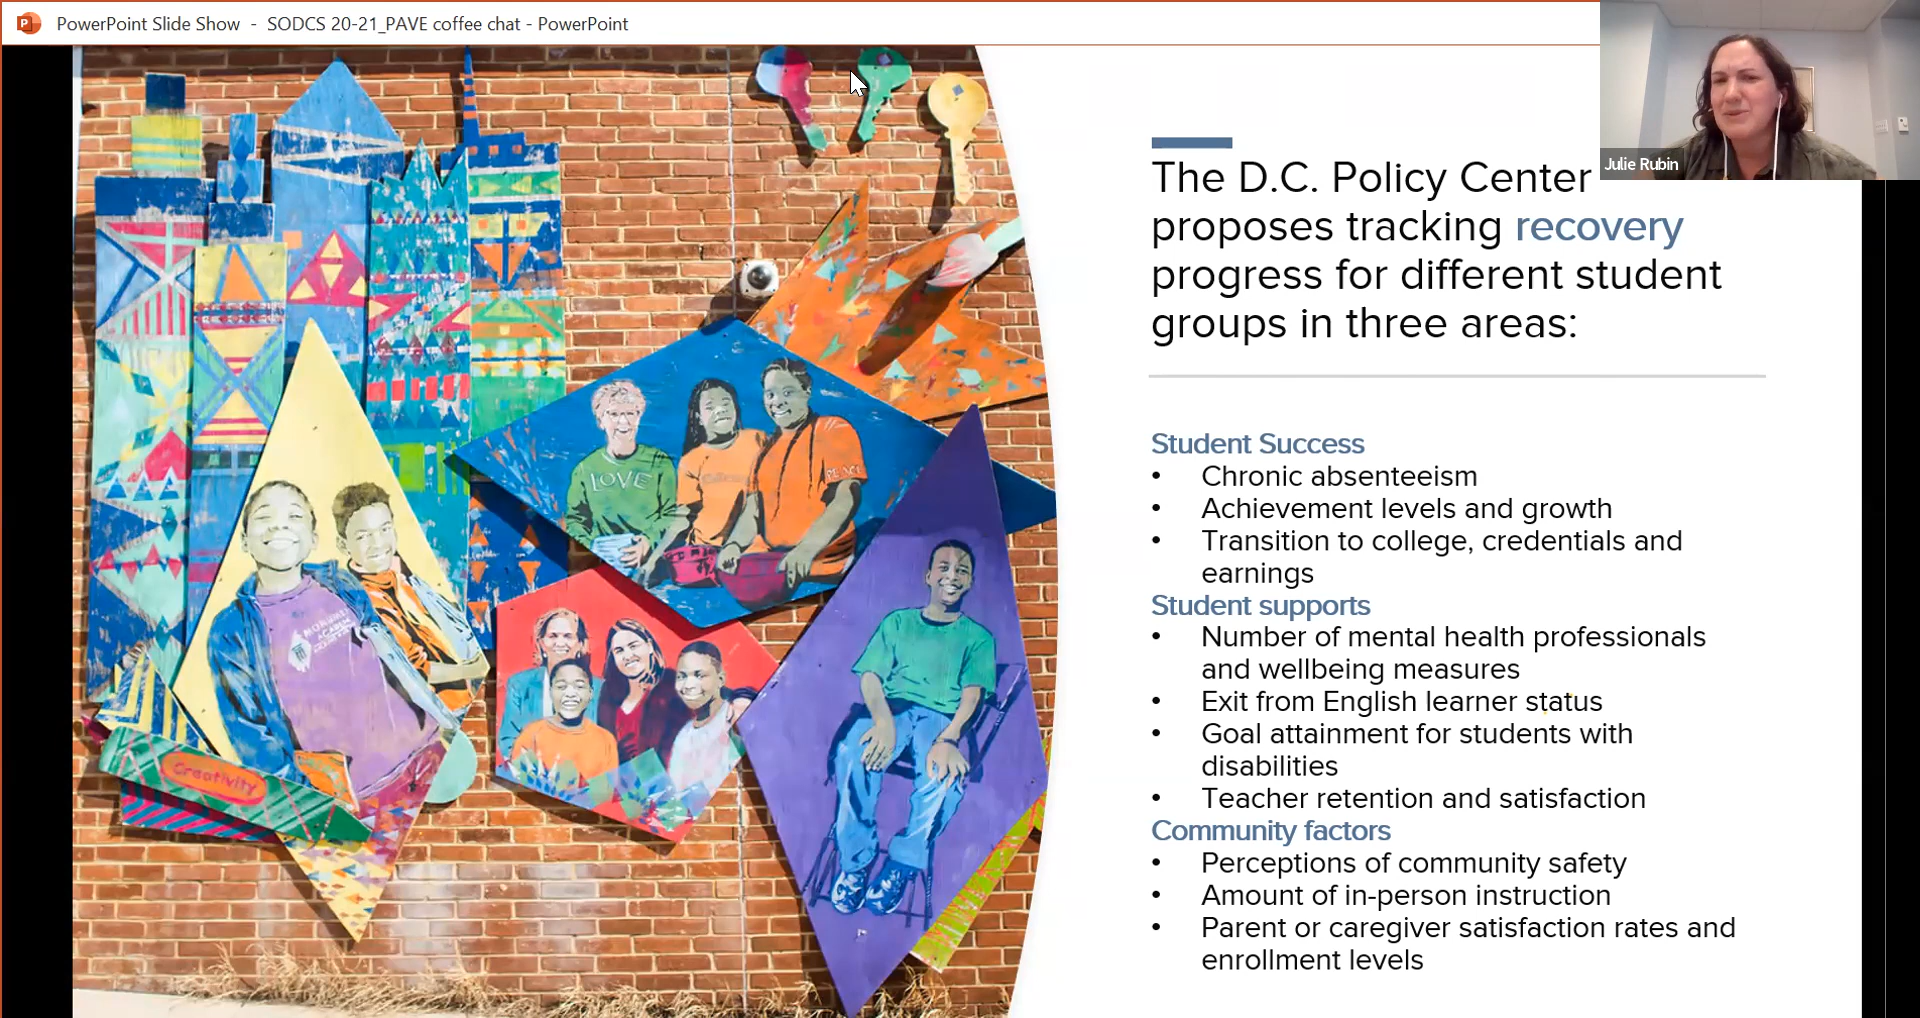 PowerPoint Slide Show - SODCS 20-21_PAVE coffee chat - PowerPoint
Julie Rubin
The D.C. Policy Center
proposes tracking recovery
progress for different student
groups in three areas:
Student Success
• Chronic absenteeism
• Achievement levels and growth
• Transition to college, credentials and
earnings
Student supports
• Number of mental health professionals
and wellbeing measures
• Exit from English learner status
• Goal attainment for students with
disabilities
• Teacher retention and satisfaction
Community factors
• Perceptions of community safety
• Amount of in-person instruction
• Parent or caregiver satisfaction rates and
enrollment levels
LOVE
PEACE
Creativity